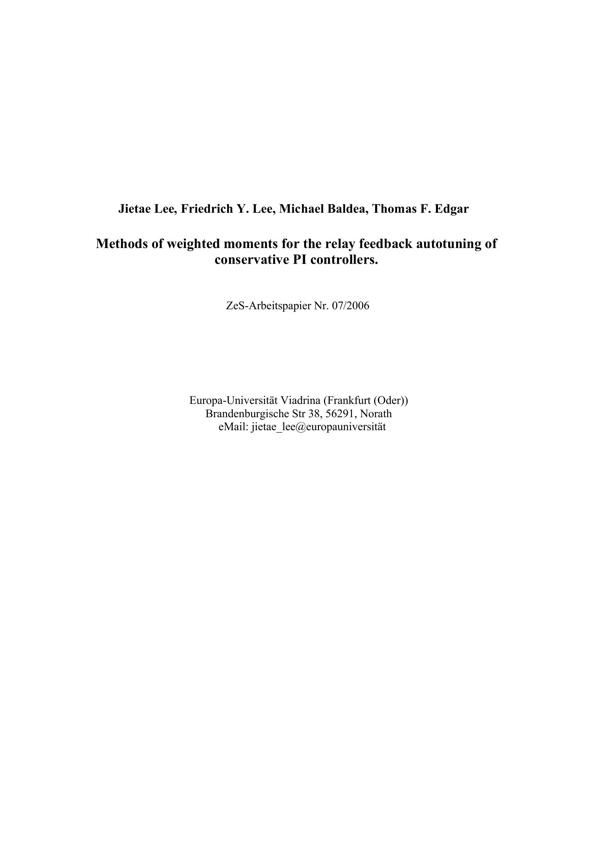 Jietae Lee, Friedrich Y. Lee, Michael Baldea, Thomas F. Edgar
Methods of weighted moments for the relay feedback autotuning of
conservative PI controllers.
ZeS-Arbeitspapier Nr. 07/2006
Europa-Universität Viadrina (Frankfurt (Oder))
Brandenburgische Str 38, 56291, Norath
eMail: jietae_lee@europauniversität